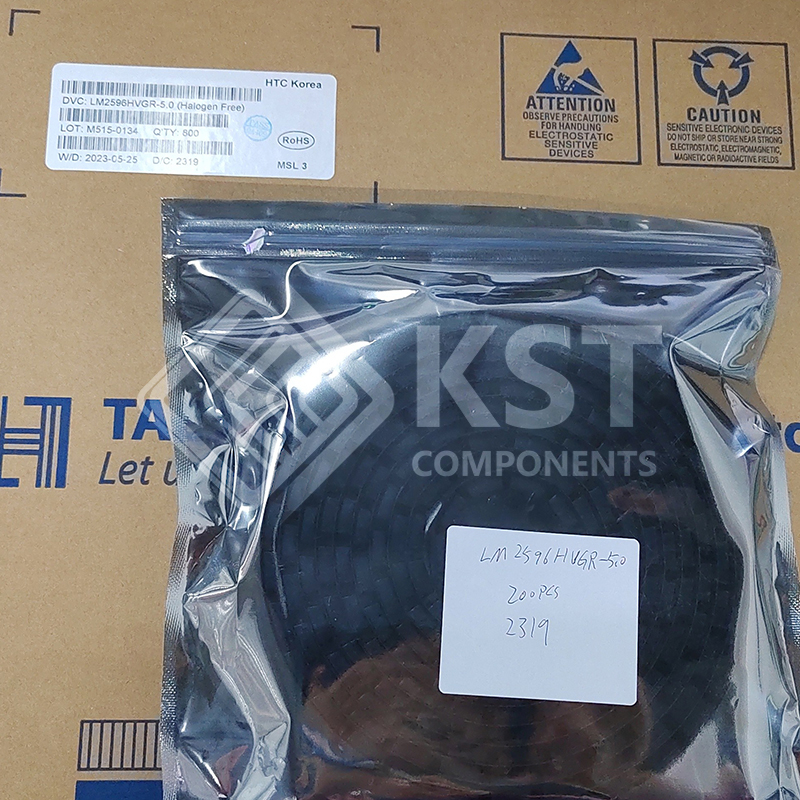 HTC Korea
DVC: LM2596HVGR-5.0 (Halogen Free)
LOT: M515-0134 Q'TY: 800
RoHS
W/D: 2023-05-25 D/C: 2319
MSL 3
ATTENTION
OBSERVE PRECAUTIONS
FOR HANDLING
ELECTROSTATIC
SENSITIVE
DEVICES
CAUTION
SENSITIVE ELECTRONIC DEVICES
DO NOT SHIP OR STORE NEAR STRONG
ELECTROSTATIC, ELECTROMAGNETIC,
MAGNETIC OR RADIOACTIVE FIELDS
KST
COMPONENTS
TA
Let u
LM2596HVGR-5.0
200PCS
2319